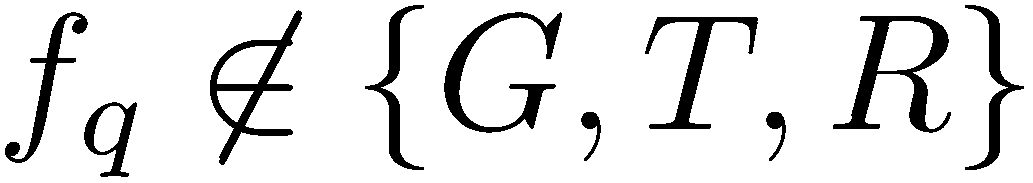 f_q ∉ {G, T, R}